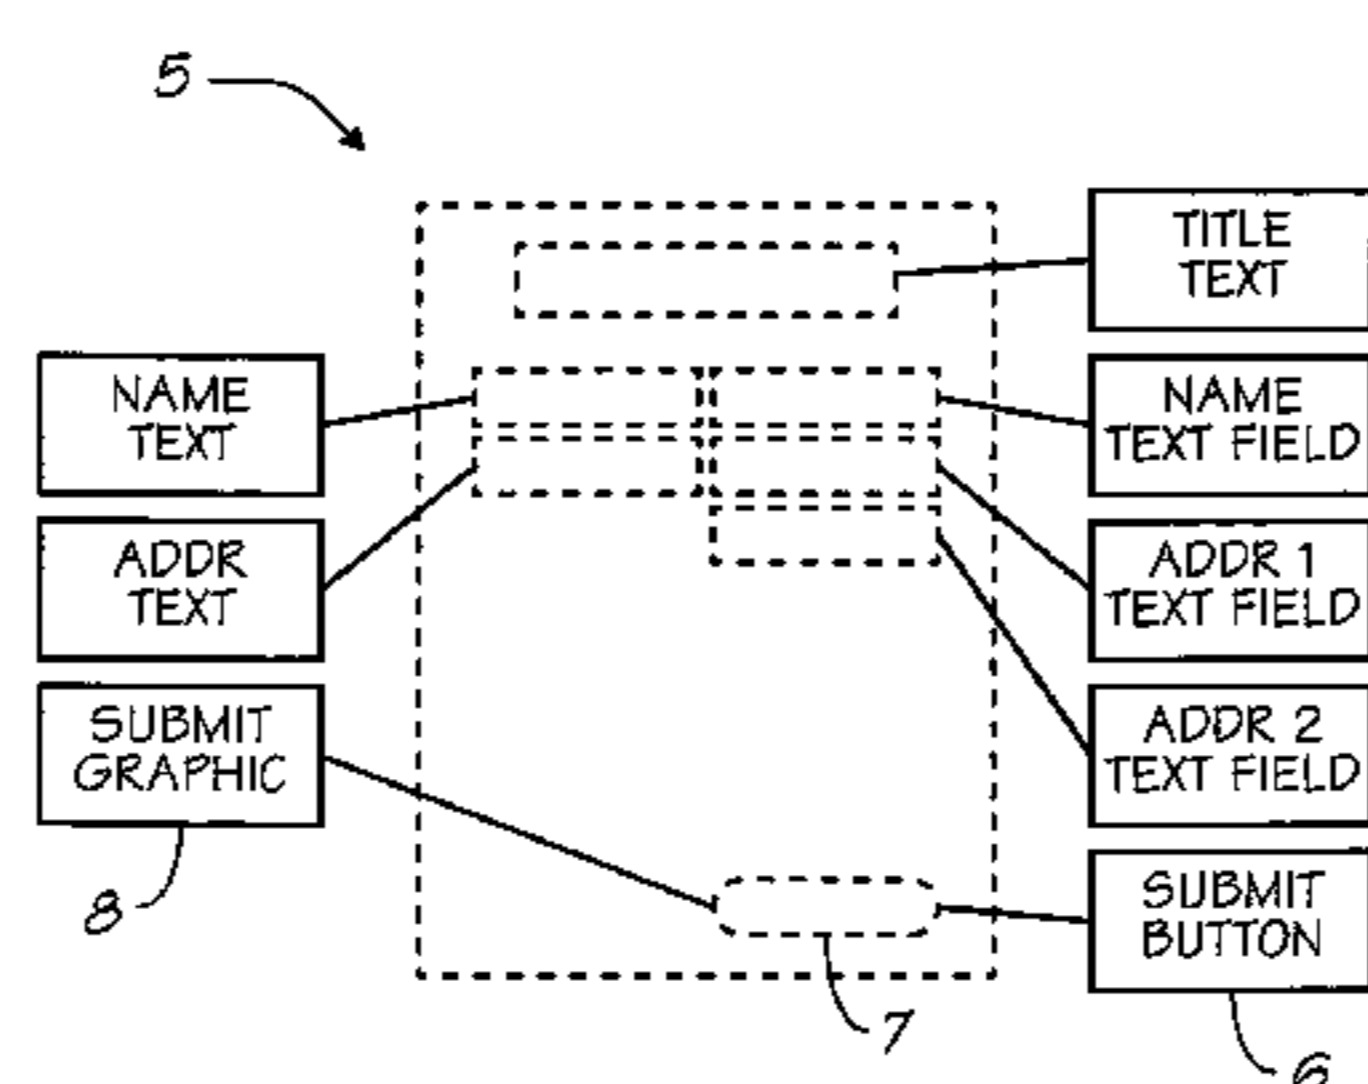 5
TITLE
TEXT
NAME
TEXT
NAME
TEXT FIELD
ADDR
TEXT
ADDR 1
TEXT FIELD
SUBMIT
GRAPHIC
ADDR 2
TEXT FIELD
8
SUBMIT
BUTTON
7
6